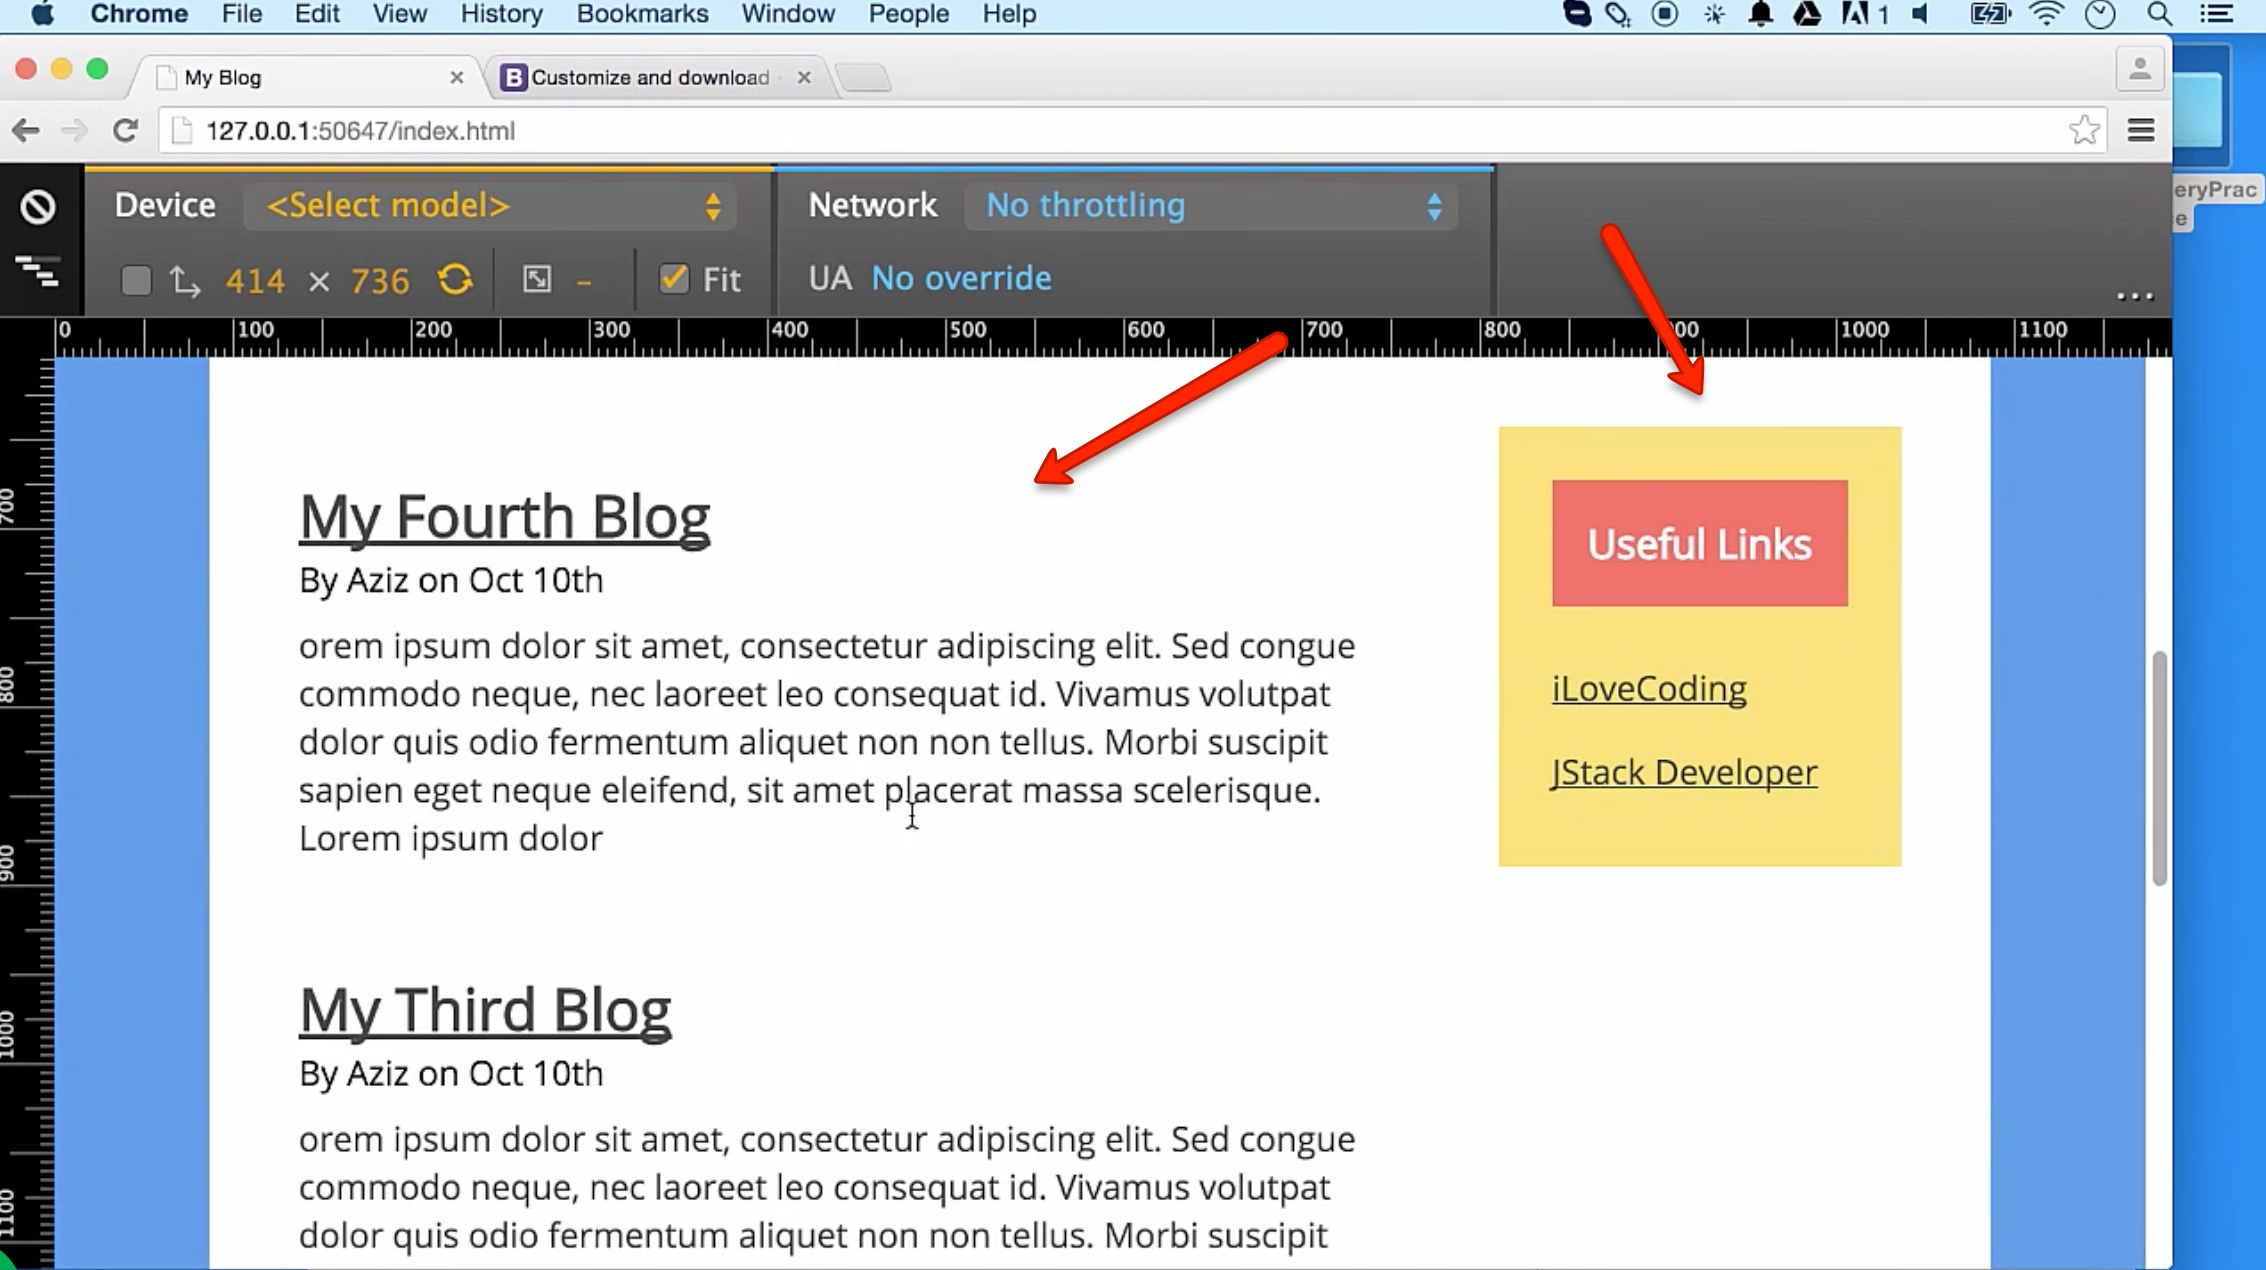 Chrome File Edit View History Bookmarks Window People Help 1
My Blog Customize and download
127.0.0.1:50647/index.html
eryPrac
e
Device <Select model> Network No throttling
414 × 736 – Fit UA No override
...
0 100 200 300 400 500 600 700 800 900 1000 1100
700
800
900
1000
1100
My Fourth Blog
By Aziz on Oct 10th
orem ipsum dolor sit amet, consectetur adipiscing elit. Sed congue
commodo neque, nec laoreet leo consequat id. Vivamus volutpat
dolor quis odio fermentum aliquet non non tellus. Morbi suscipit
sapien eget neque eleifend, sit amet placerat massa scelerisque.
Lorem ipsum dolor
My Third Blog
By Aziz on Oct 10th
orem ipsum dolor sit amet, consectetur adipiscing elit. Sed congue
commodo neque, nec laoreet leo consequat id. Vivamus volutpat
dolor quis odio fermentum aliquet non non tellus. Morbi suscipit
Useful Links
iLoveCoding
JStack Developer